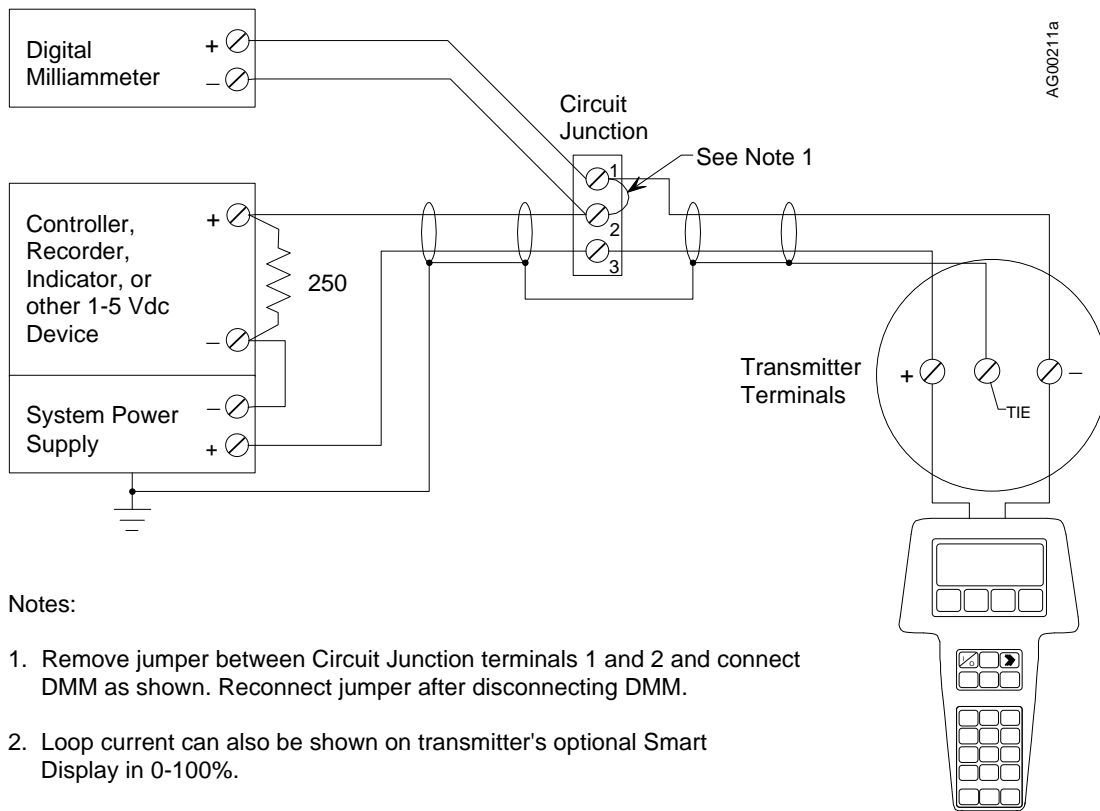 AG00211a
Digital
Milliammeter
+
–
Circuit
Junction
See Note 1
1
2
3
Controller,
Recorder,
Indicator, or
other 1-5 Vdc
Device
+
–
250
System Power
Supply
–
+
Transmitter
Terminals
+
–
TIE
I/O
Notes:
1. Remove jumper between Circuit Junction terminals 1 and 2 and connect
DMM as shown. Reconnect jumper after disconnecting DMM.
2. Loop current can also be shown on transmitter's optional Smart
Display in 0-100%.